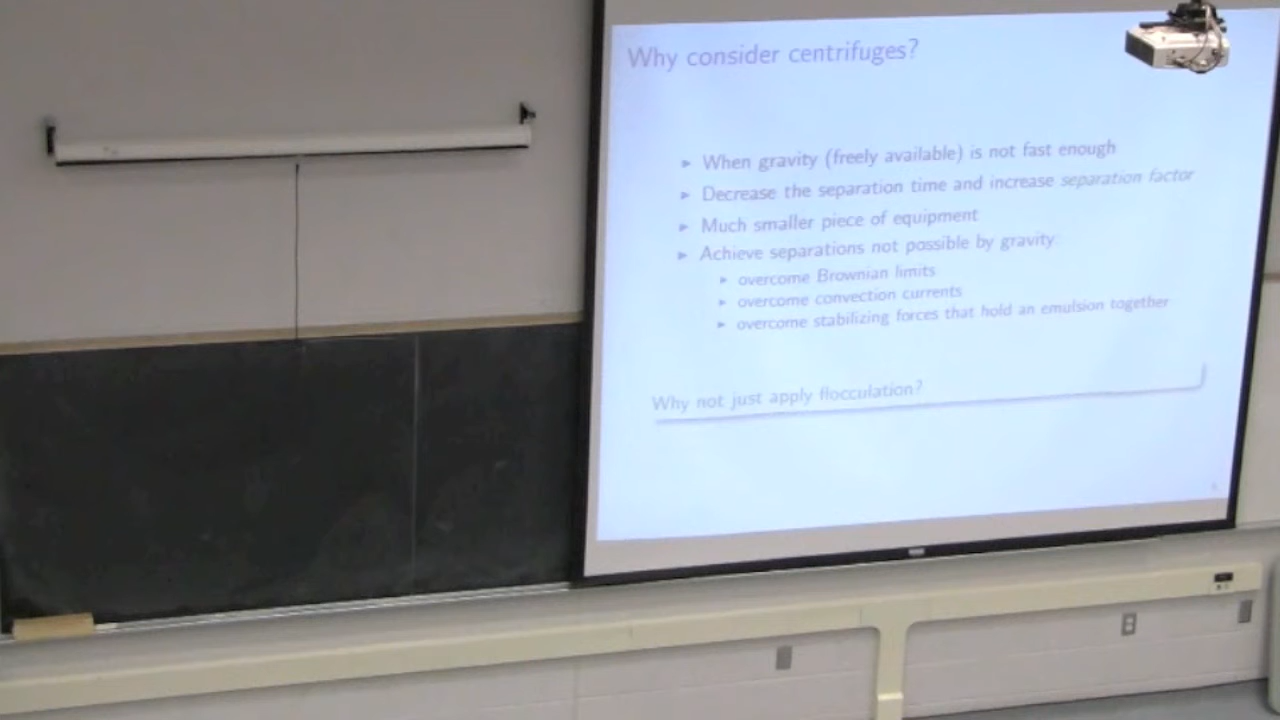 Why consider centrifuges?
► When gravity (freely available) is not fast enough
► Decrease the separation time and increase separation factor
► Much smaller piece of equipment
► Achieve separations not possible by gravity:
► overcome Brownian limits
► overcome convection currents
► overcome stabilizing forces that hold an emulsion together
Why not just apply flocculation?